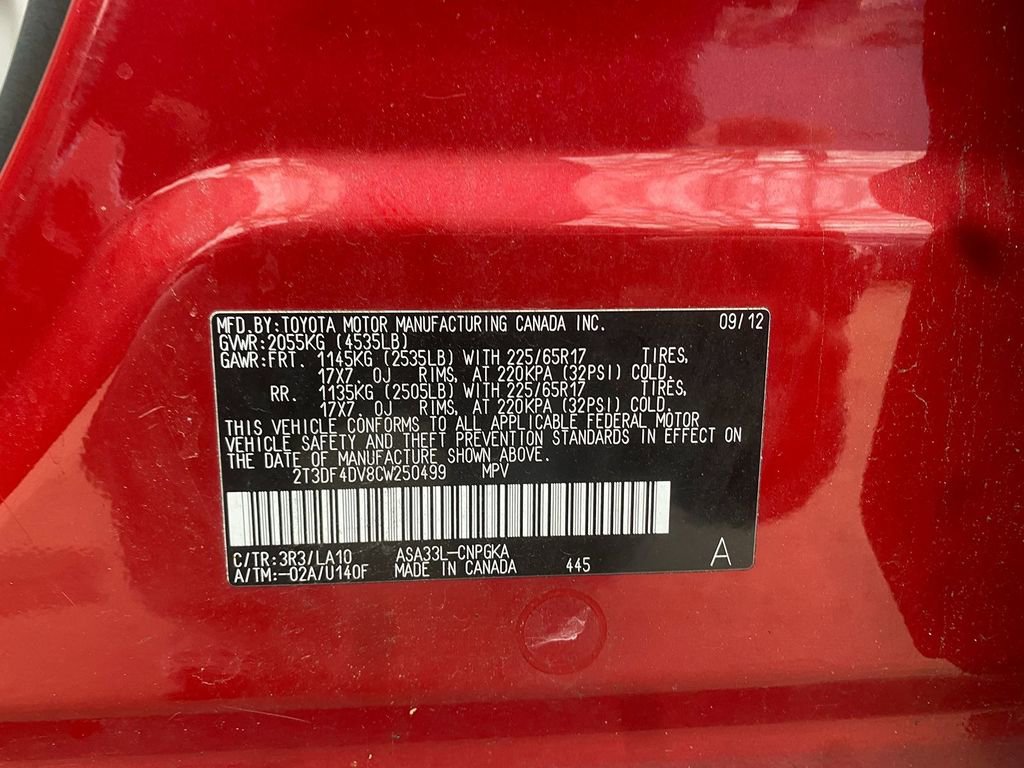 MFD.BY:TOYOTA MOTOR MANUFACTURING CANADA INC. 09/12
GVWR:2055KG (4535LB)
GAWR:FRT. 1145KG (2535LB) WITH 225/65R17 TIRES,
17X7.0J RIMS, AT 220KPA (32PSI) COLD.
RR. 1135KG (2505LB) WITH 225/65R17 TIRES,
17X7.0J RIMS, AT 220KPA (32PSI) COLD.
THIS VEHICLE CONFORMS TO ALL APPLICABLE FEDERAL MOTOR
VEHICLE SAFETY AND THEFT PREVENTION STANDARDS IN EFFECT ON
THE DATE OF MANUFACTURE SHOWN ABOVE.
2T3DF4DV8CW250499 MPV
C/TR:3R3/LA10 ASA33L-CNPGKA
A/TM:-02A/U140F MADE IN CANADA 445 A